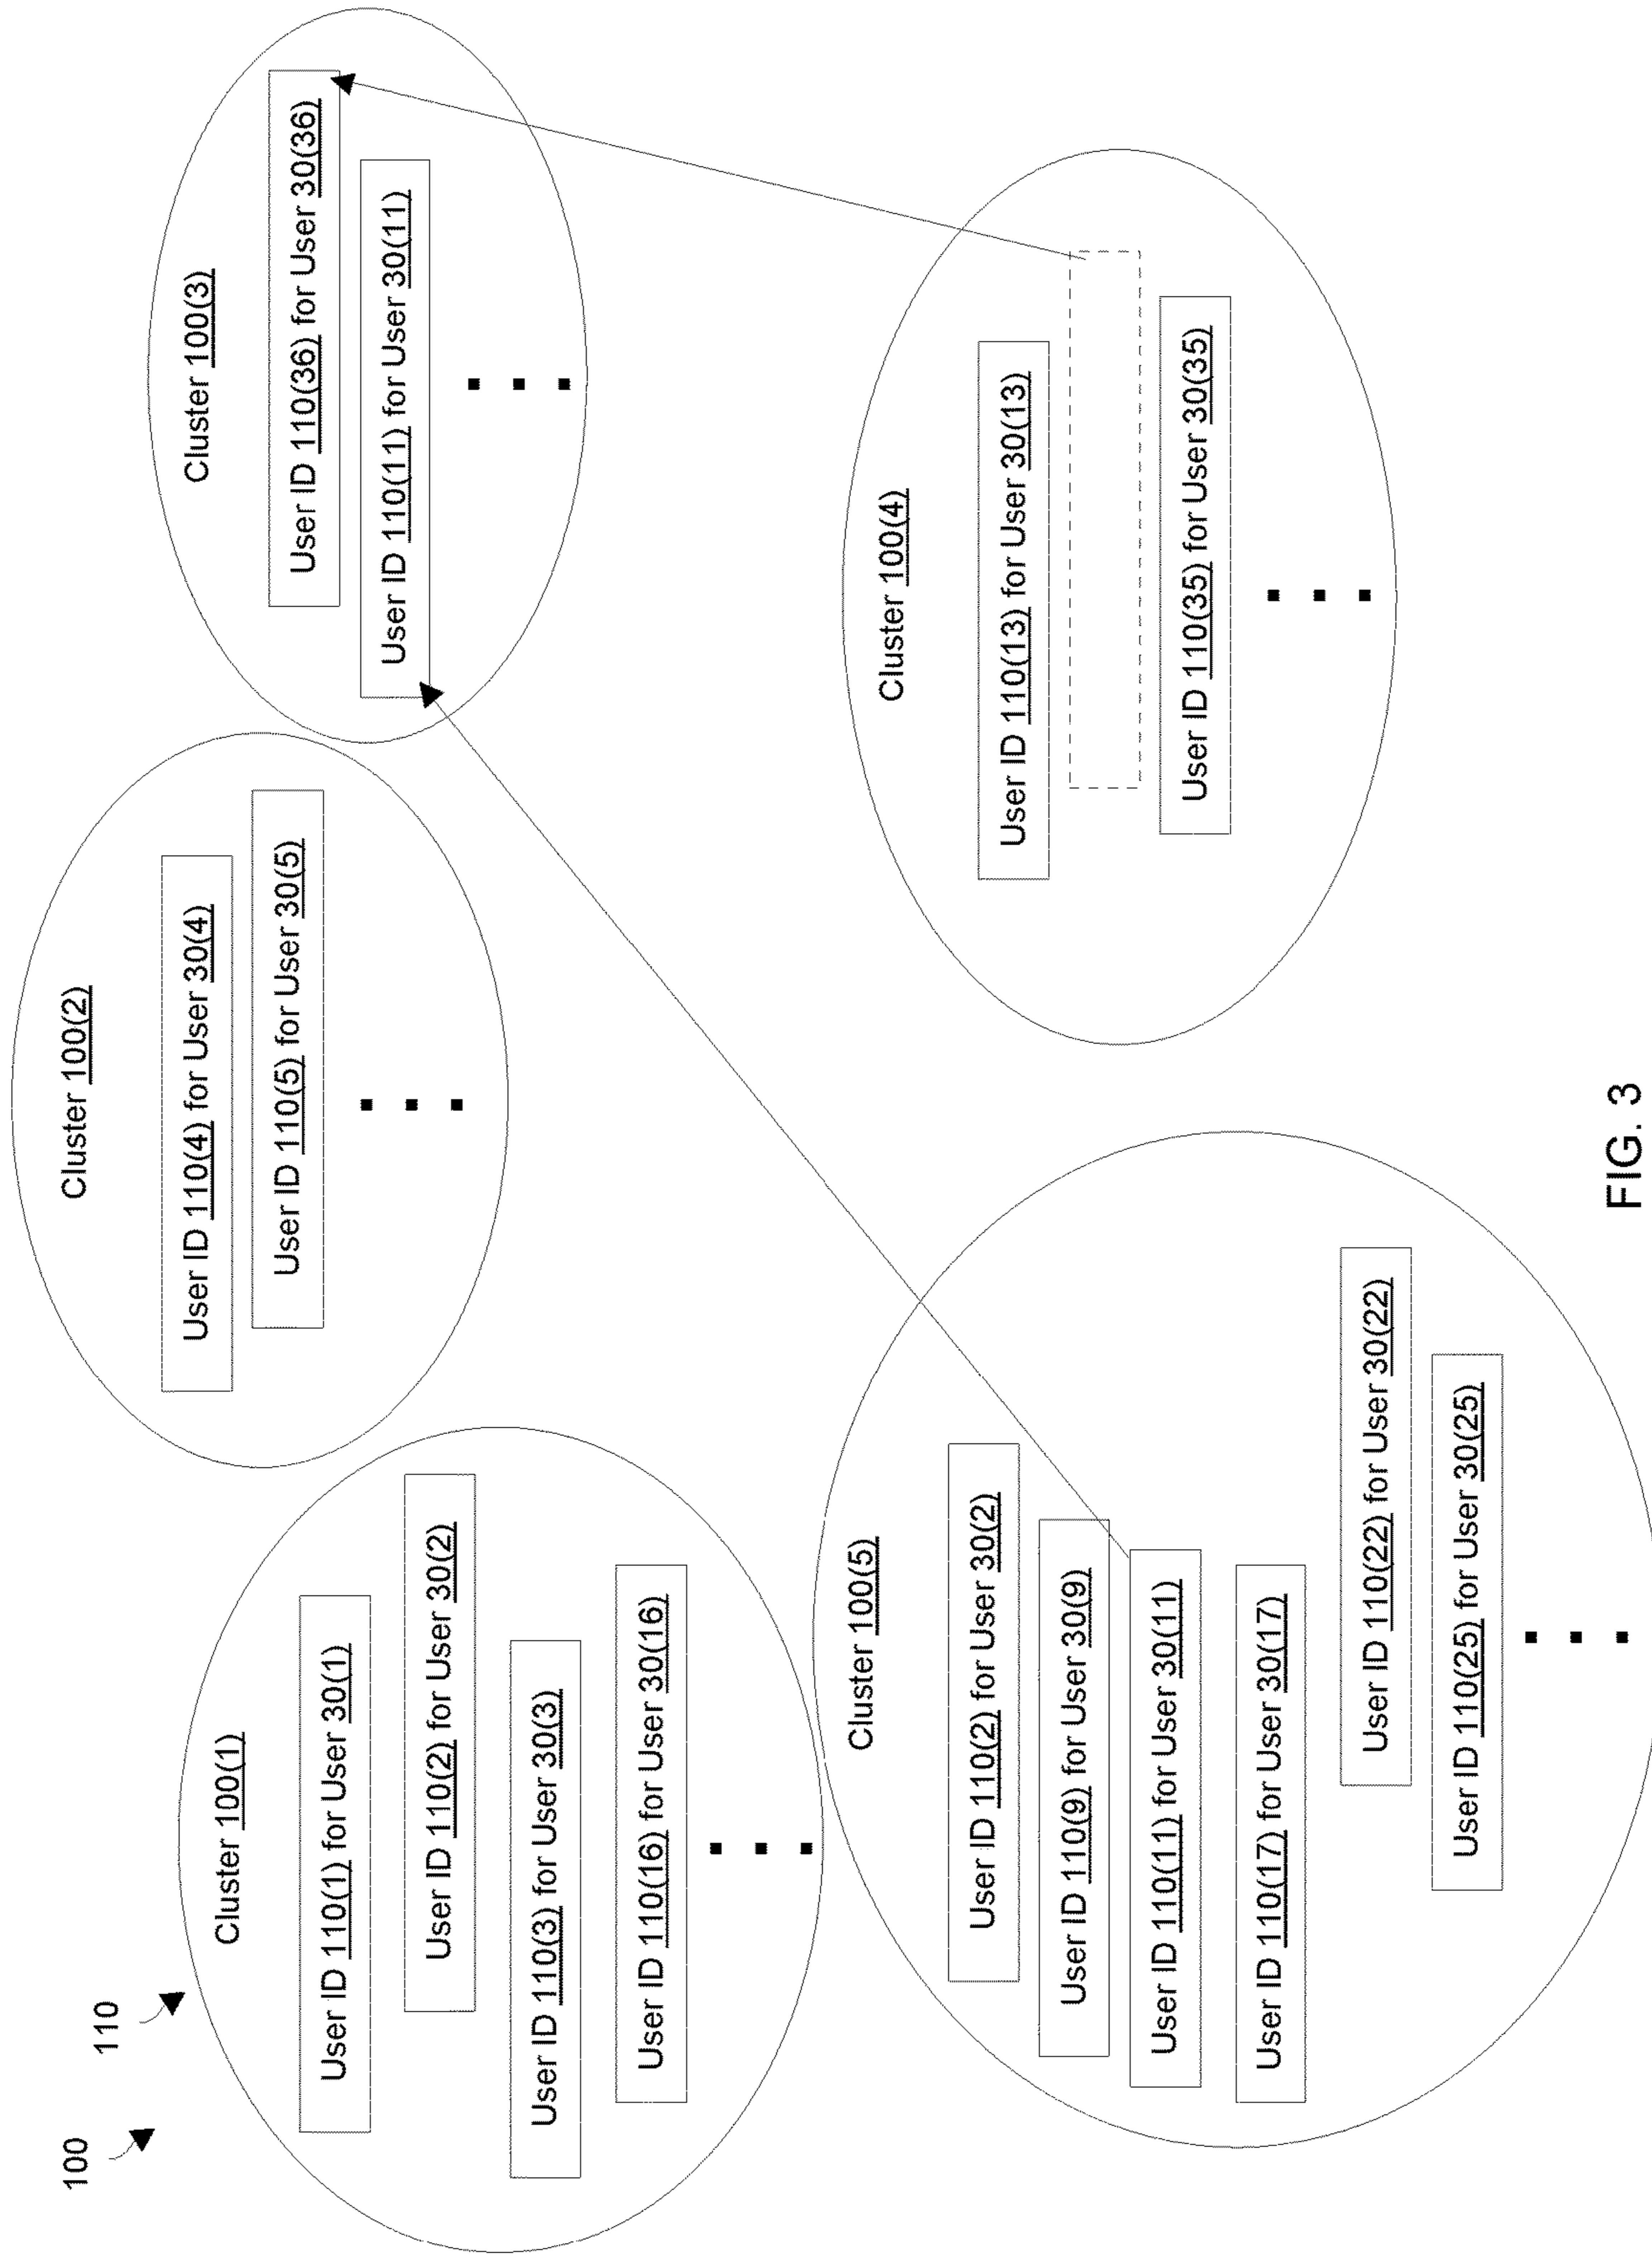 100
110
Cluster 100(1)
User ID 110(1) for User 30(1)
User ID 110(2) for User 30(2)
User ID 110(3) for User 30(3)
User ID 110(16) for User 30(16)
Cluster 100(2)
User ID 110(4) for User 30(4)
User ID 110(5) for User 30(5)
Cluster 100(3)
User ID 110(36) for User 30(36)
User ID 110(11) for User 30(11)
Cluster 100(5)
User ID 110(2) for User 30(2)
User ID 110(9) for User 30(9)
User ID 110(11) for User 30(11)
User ID 110(17) for User 30(17)
User ID 110(22) for User 30(22)
User ID 110(25) for User 30(25)
Cluster 100(4)
User ID 110(13) for User 30(13)
User ID 110(35) for User 30(35)
FIG. 3